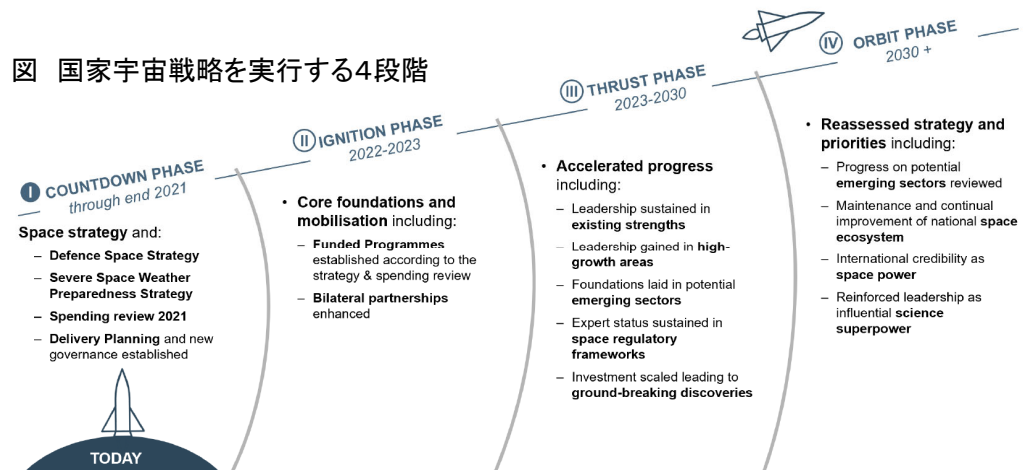 図　国家宇宙戦略を実行する４段階
I COUNTDOWN PHASE
through end 2021
Space strategy and:
– Defence Space Strategy
– Severe Space Weather
Preparedness Strategy
– Spending review 2021
– Delivery Planning and new
governance established
TODAY
II IGNITION PHASE
2022-2023
• Core foundations and
mobilisation including:
– Funded Programmes
established according to the
strategy & spending review
– Bilateral partnerships
enhanced
III THRUST PHASE
2023-2030
• Accelerated progress
including:
– Leadership sustained in
existing strengths
– Leadership gained in high-
growth areas
– Foundations laid in potential
emerging sectors
– Expert status sustained in
space regulatory
frameworks
– Investment scaled leading to
ground-breaking discoveries
IV ORBIT PHASE
2030 +
• Reassessed strategy and
priorities including:
– Progress on potential
emerging sectors reviewed
– Maintenance and continual
improvement of national space
ecosystem
– International credibility as
space power
– Reinforced leadership as
influential science
superpower